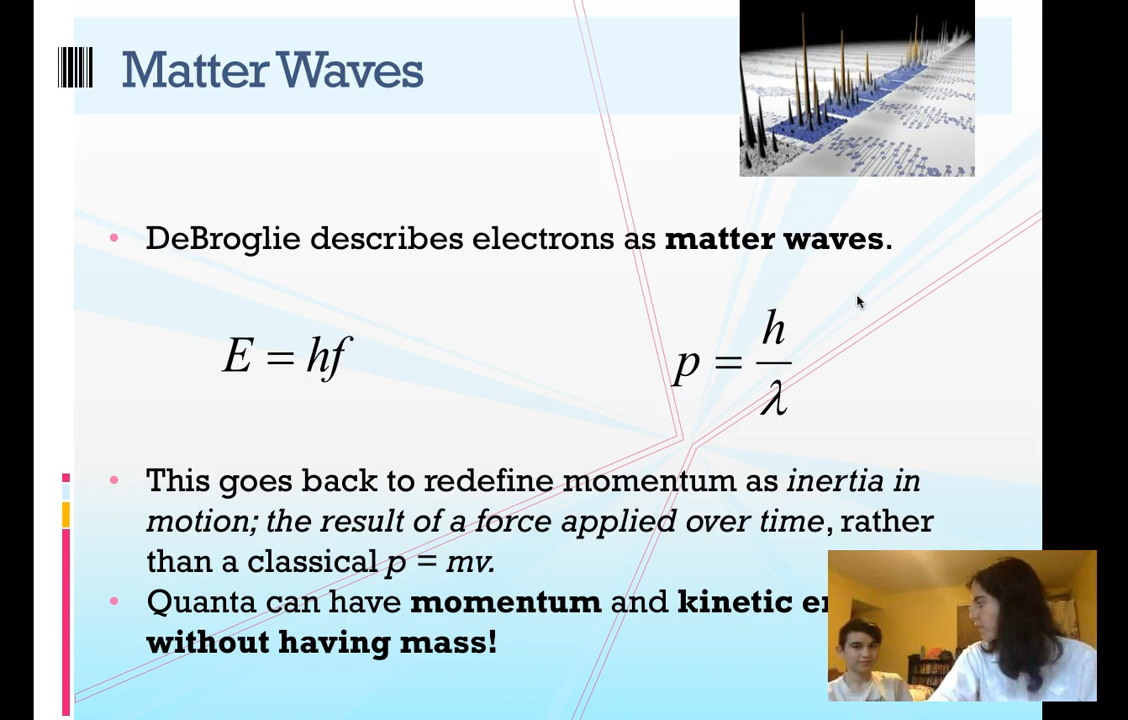 Matter Waves
• DeBroglie describes electrons as matter waves.
E = hf
p = h/λ
• This goes back to redefine momentum as inertia in
motion; the result of a force applied over time, rather
than a classical p = mv.
• Quanta can have momentum and kinetic
without having mass!